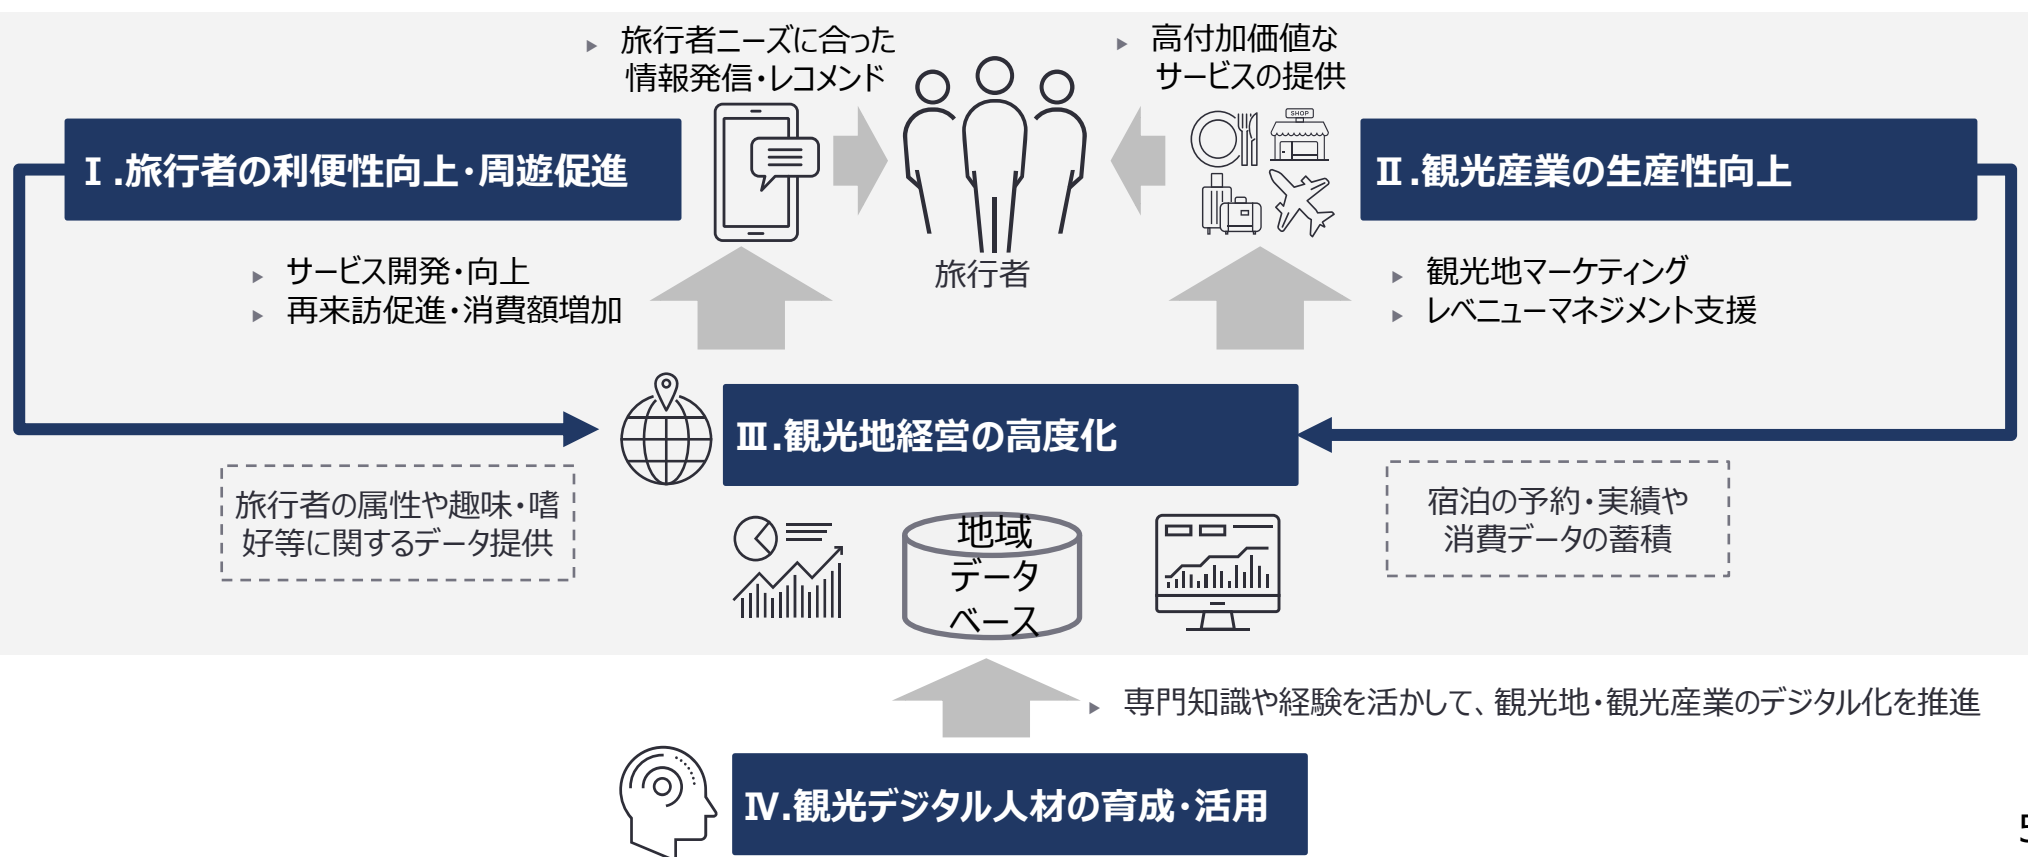 ▶ 旅行者ニーズに合った
情報発信・レコメンド
▶ 高付加価値な
サービスの提供
SHOP
Ⅰ.旅行者の利便性向上・周遊促進
Ⅱ.観光産業の生産性向上
旅行者
▶ サービス開発・向上
▶ 再来訪促進・消費額増加
▶ 観光地マーケティング
▶ レベニューマネジメント支援
Ⅲ.観光地経営の高度化
旅行者の属性や趣味・嗜
好等に関するデータ提供
宿泊の予約・実績や
消費データの蓄積
地域
データ
ベース
▶ 専門知識や経験を活かして、観光地・観光産業のデジタル化を推進
Ⅳ.観光デジタル人材の育成・活用
5